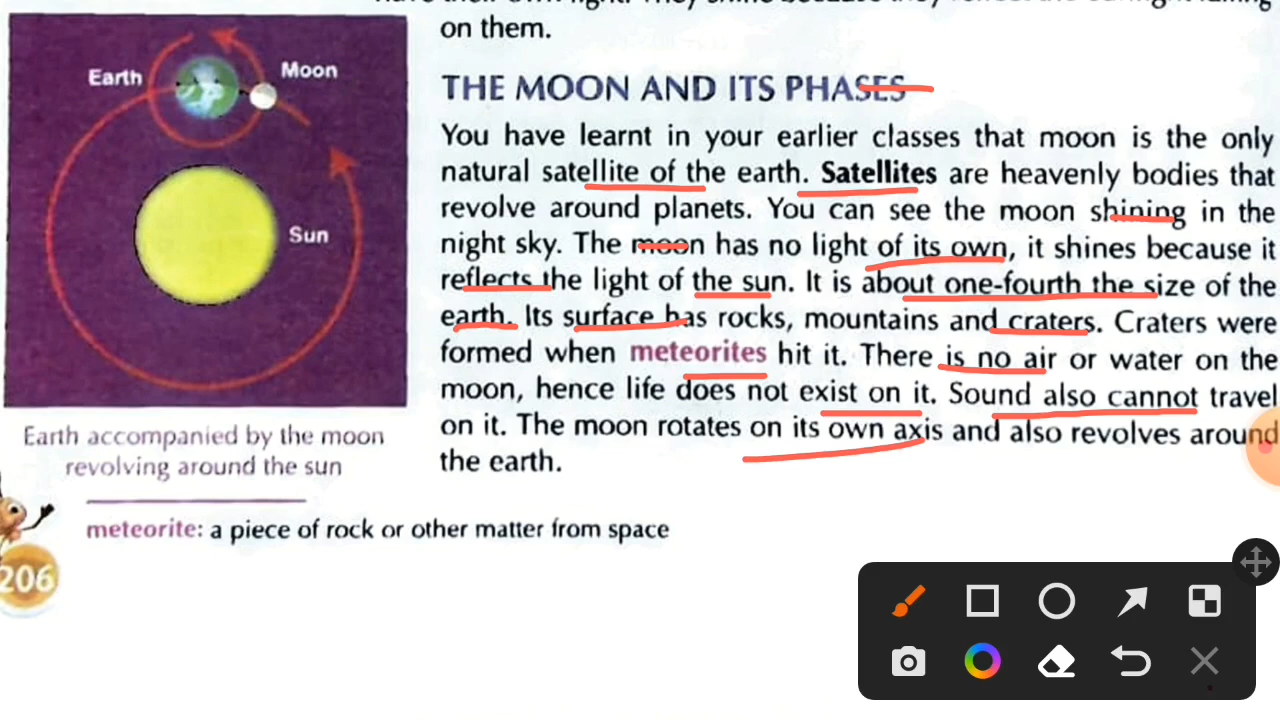 on them.
THE MOON AND ITS PHASES
You have learnt in your earlier classes that moon is the only
natural satellite of the earth. Satellites are heavenly bodies that
revolve around planets. You can see the moon shining in the
night sky. The moon has no light of its own, it shines because it
reflects the light of the sun. It is about one-fourth the size of the
earth. Its surface has rocks, mountains and craters. Craters were
formed when meteorites hit it. There is no air or water on the
moon, hence life does not exist on it. Sound also cannot travel
on it. The moon rotates on its own axis and also revolves around
the earth.
Earth
Moon
Sun
Earth accompanied by the moon
revolving around the sun
meteorite: a piece of rock or other matter from space
206